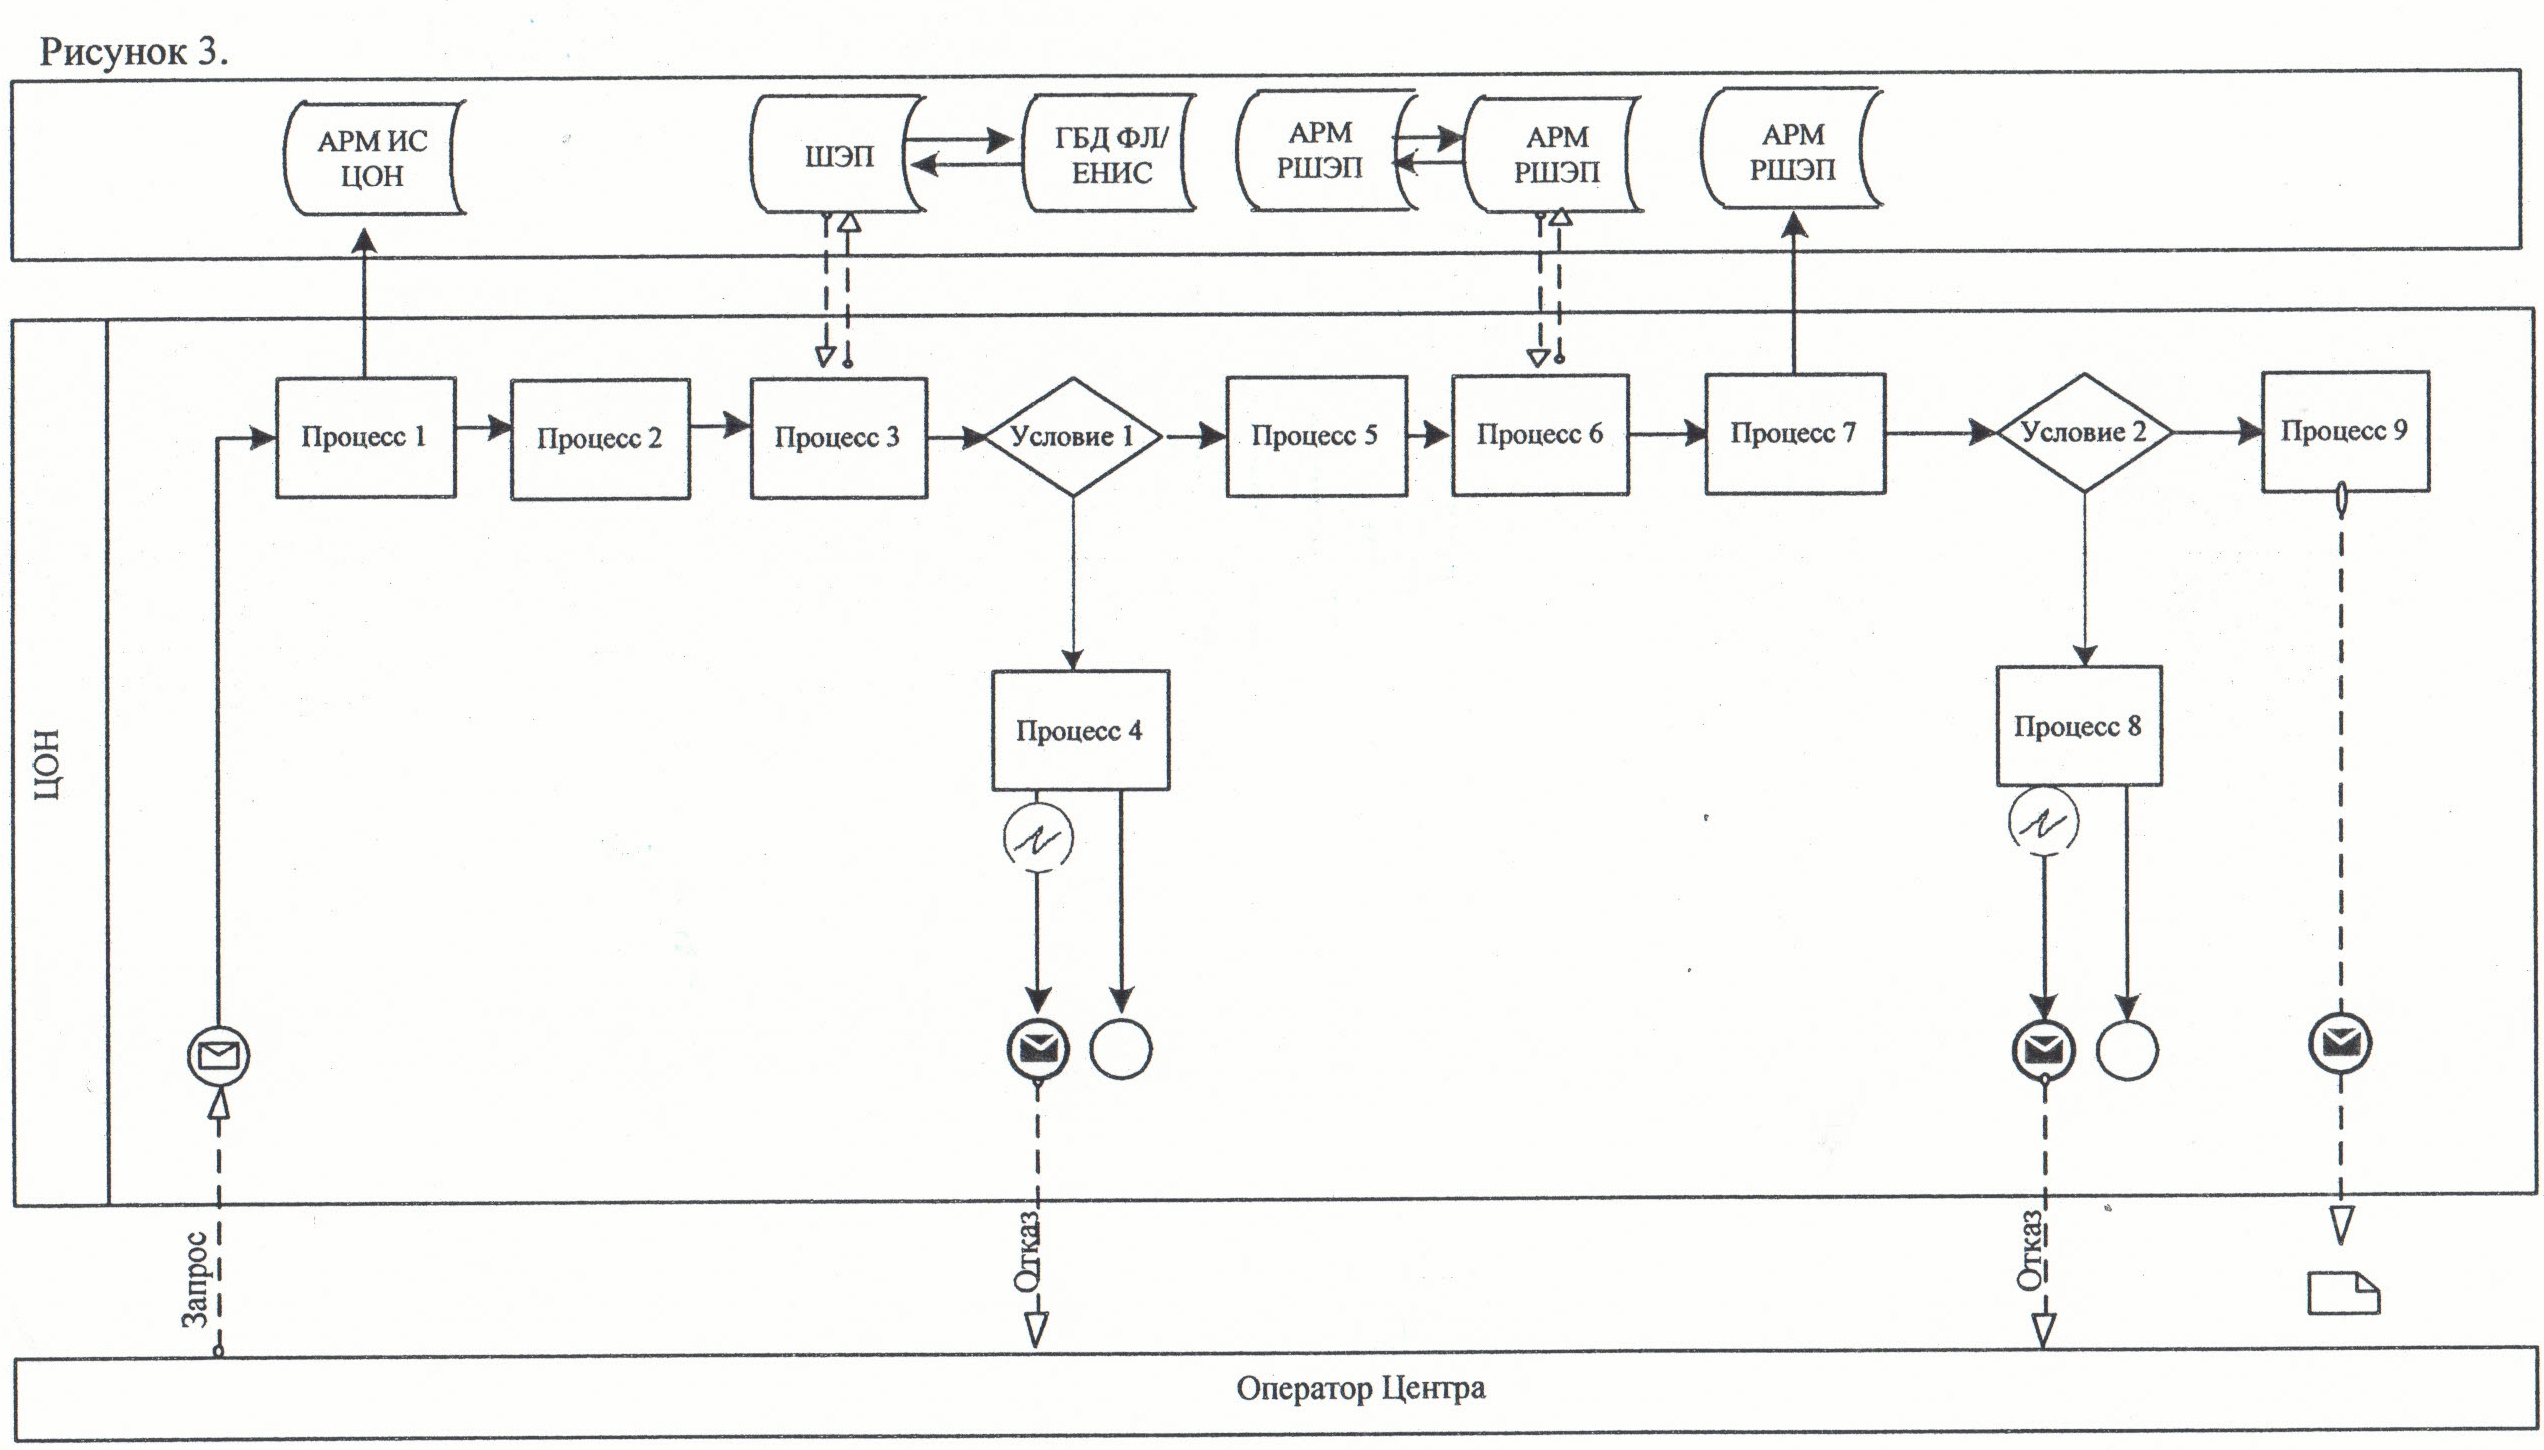 Рисунок 3.
АРМ ИС
ЦОН
ШЭП
ГБД ФЛ/
ЕНИС
АРМ
РШЭП
АРМ
РШЭП
АРМ
РШЭП
ЦОН
Процесс 1
Процесс 2
Процесс 3
Условие 1
Процесс 5
Процесс 6
Процесс 7
Условие 2
Процесс 9
Процесс 4
Процесс 8
Запрос
Отказ
Отказ
Оператор Центра